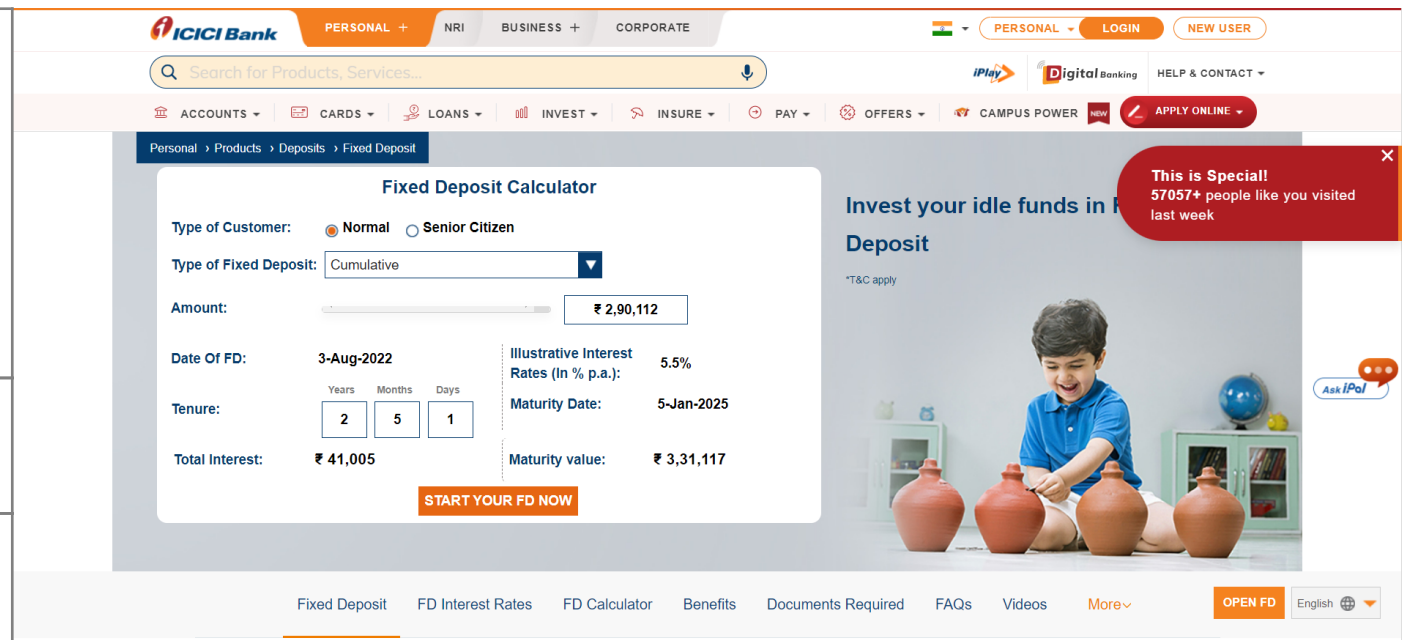 ICICI Bank
PERSONAL + NRI BUSINESS + CORPORATE
PERSONAL LOGIN NEW USER
Search for Products, Services...
iPlay Digital Banking HELP & CONTACT
ACCOUNTS CARDS LOANS INVEST INSURE PAY OFFERS CAMPUS POWER NEW APPLY ONLINE
Personal › Products › Deposits › Fixed Deposit
Fixed Deposit Calculator
Type of Customer: Normal Senior Citizen
Type of Fixed Deposit: Cumulative
Amount: ₹ 2,90,112
Date Of FD: 3-Aug-2022
Illustrative Interest
Rates (In % p.a.): 5.5%
Years Months Days
Tenure: 2 5 1
Maturity Date: 5-Jan-2025
Total Interest: ₹ 41,005
Maturity value: ₹ 3,31,117
START YOUR FD NOW
Invest your idle funds in
Deposit
*T&C apply
This is Special!
57057+ people like you visited
last week
Ask iPal
Fixed Deposit FD Interest Rates FD Calculator Benefits Documents Required FAQs Videos More
OPEN FD English